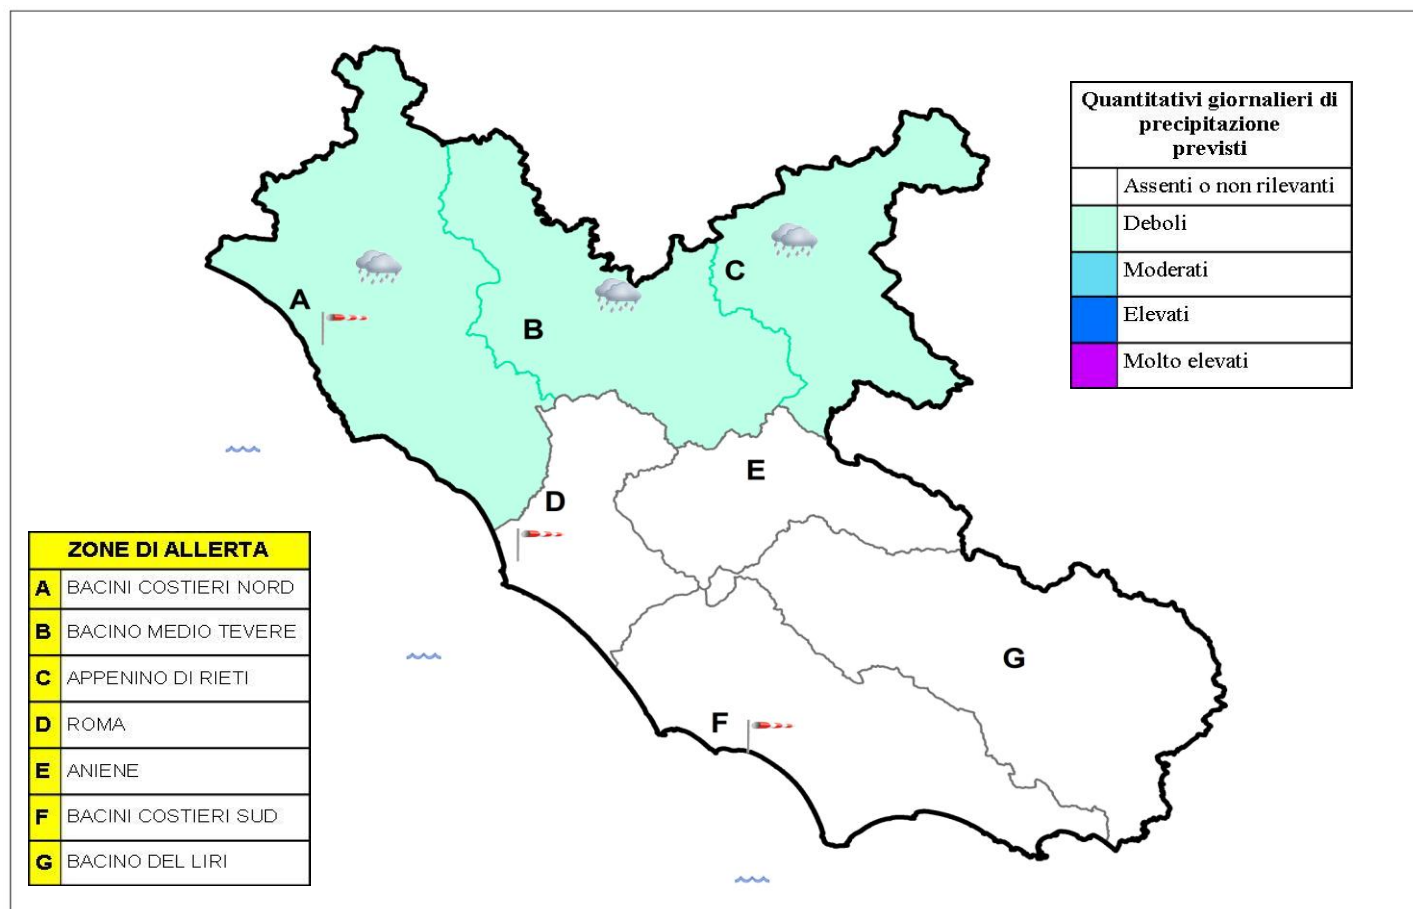 Quantitativi giornalieri di
precipitazione
previsti
Assenti o non rilevanti
Deboli
Moderati
Elevati
Molto elevati
A
B
C
D
E
F
G
ZONE DI ALLERTA
A BACINI COSTIERI NORD
B BACINO MEDIO TEVERE
C APPENINO DI RIETI
D ROMA
E ANIENE
F BACINI COSTIERI SUD
G BACINO DEL LIRI